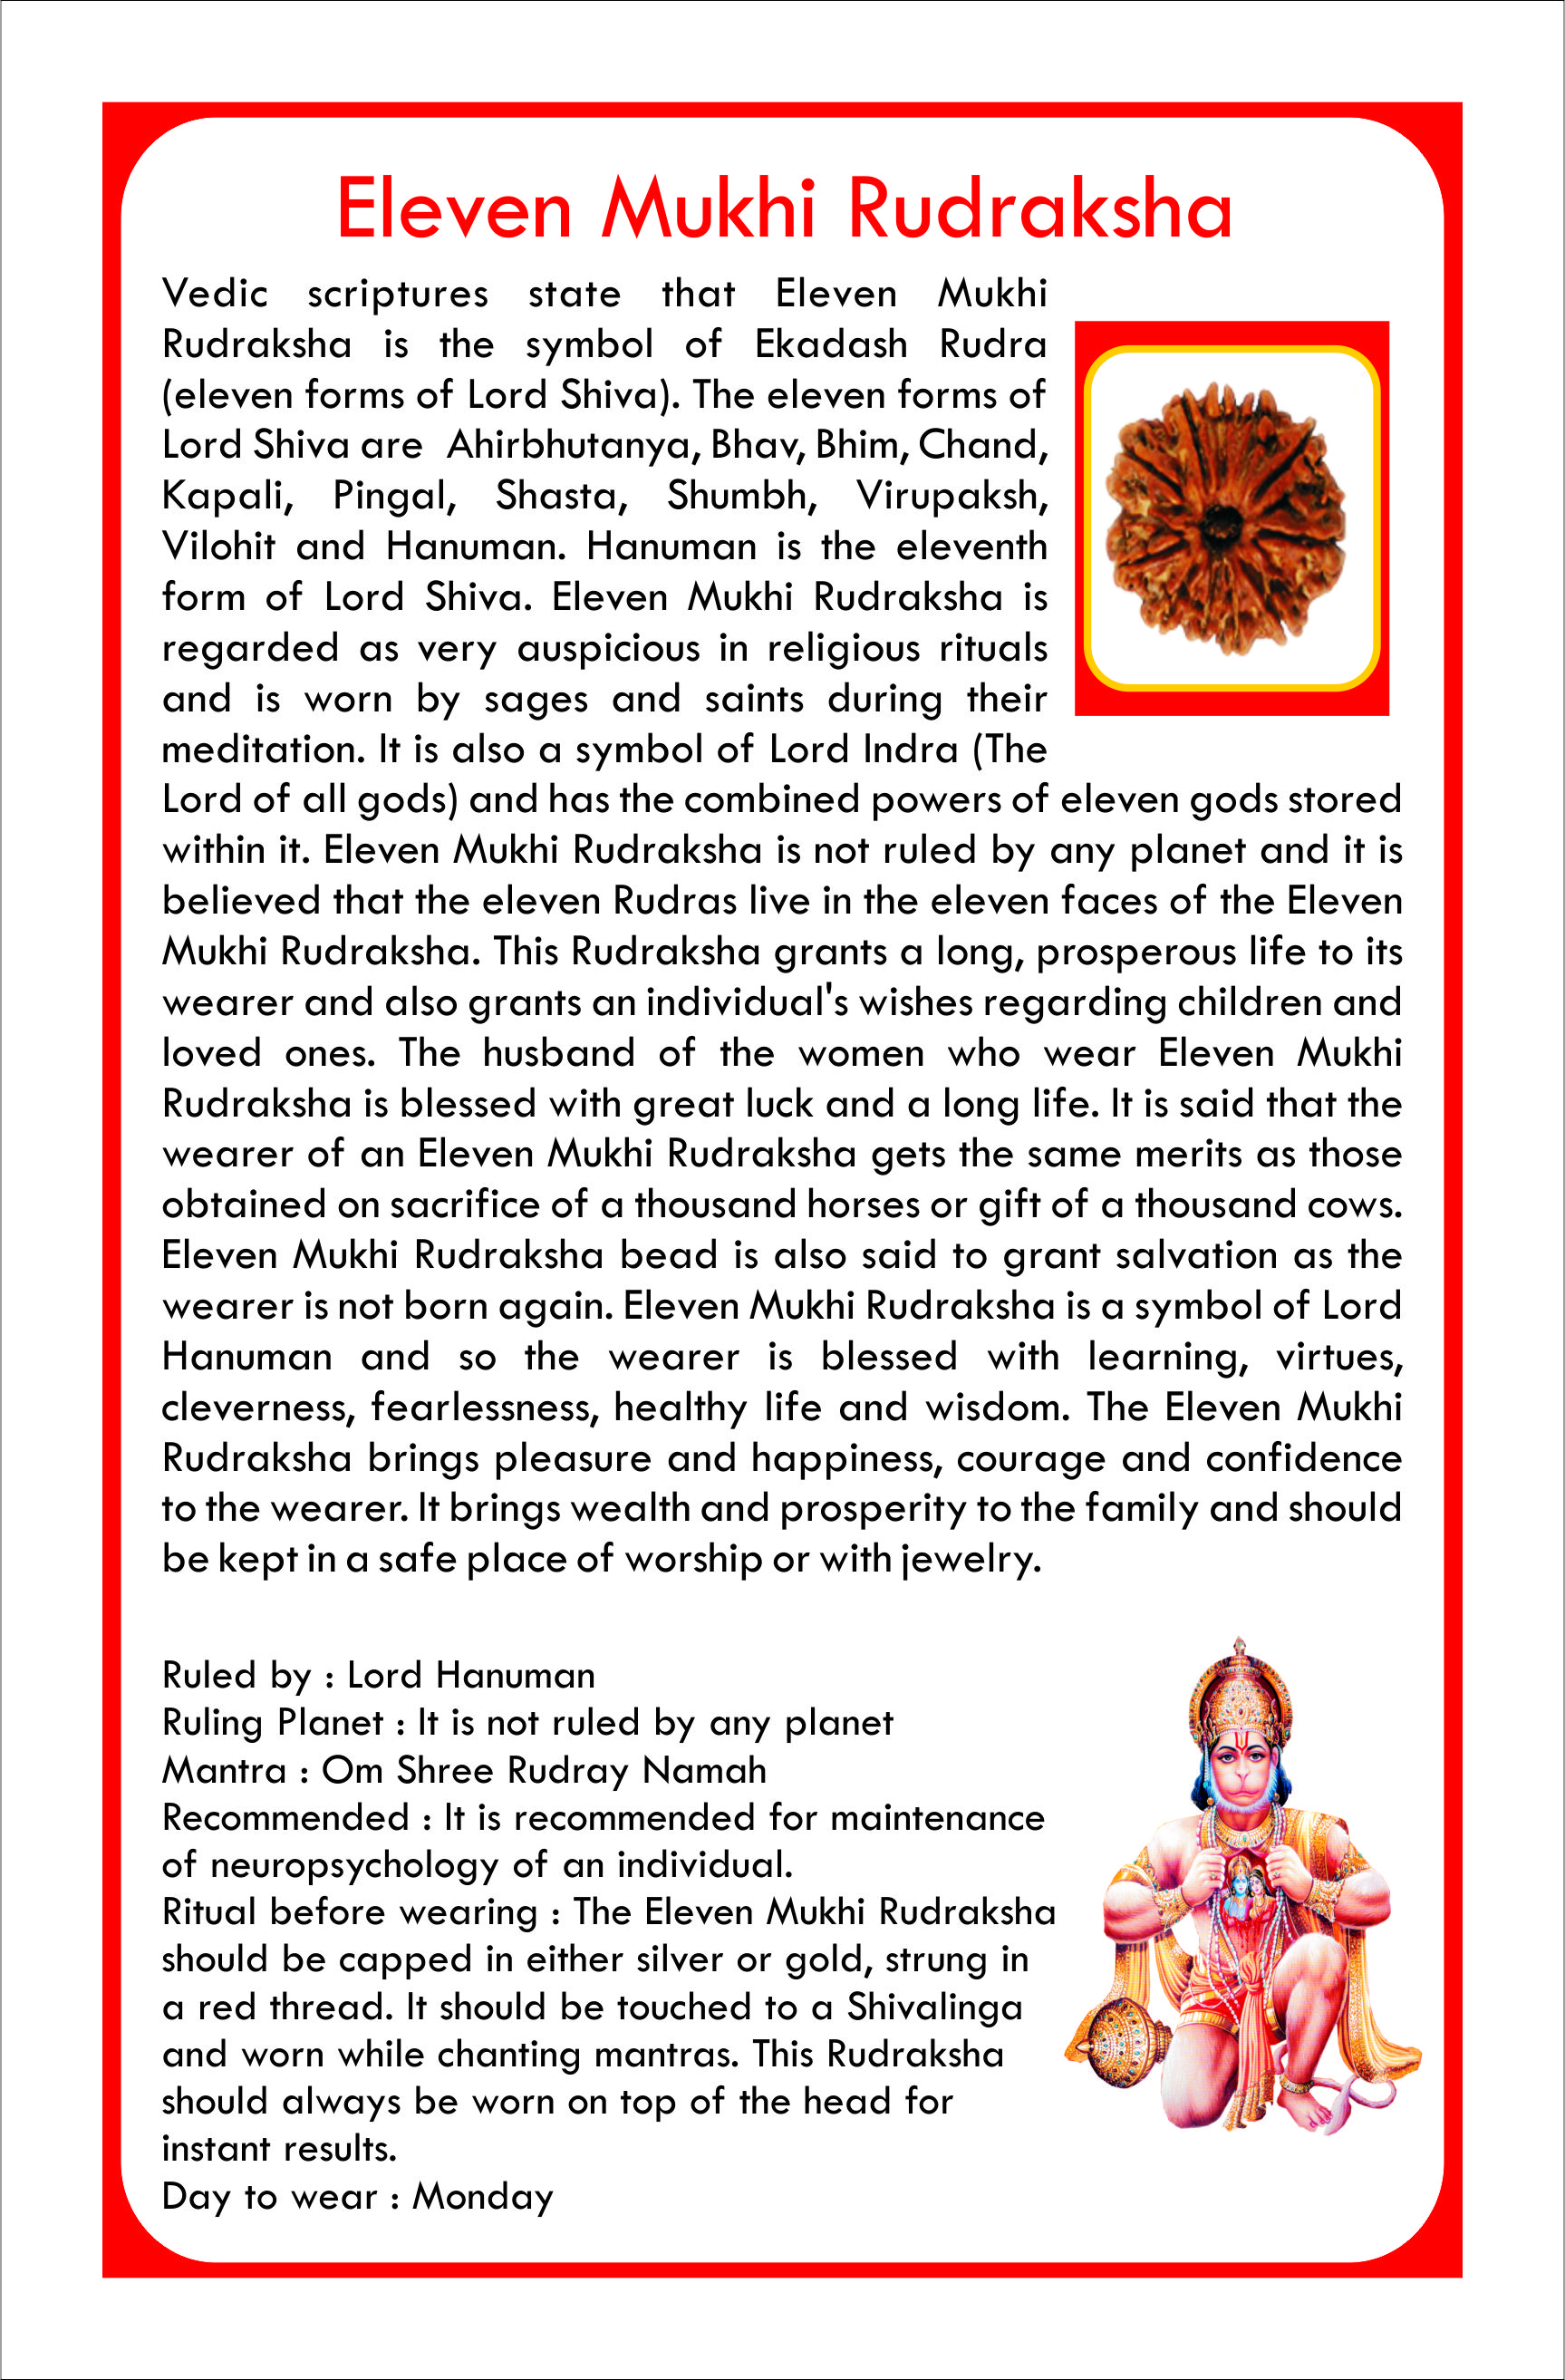 Eleven Mukhi Rudraksha
Vedic scriptures state that Eleven Mukhi
Rudraksha is the symbol of Ekadash Rudra
(eleven forms of Lord Shiva). The eleven forms of
Lord Shiva are Ahirbhutanya, Bhav, Bhim, Chand,
Kapali, Pingal, Shasta, Shumbh, Virupaksh,
Vilohit and Hanuman. Hanuman is the eleventh
form of Lord Shiva. Eleven Mukhi Rudraksha is
regarded as very auspicious in religious rituals
and is worn by sages and saints during their
meditation. It is also a symbol of Lord Indra (The
Lord of all gods) and has the combined powers of eleven gods stored
within it. Eleven Mukhi Rudraksha is not ruled by any planet and it is
believed that the eleven Rudras live in the eleven faces of the Eleven
Mukhi Rudraksha. This Rudraksha grants a long, prosperous life to its
wearer and also grants an individual's wishes regarding children and
loved ones. The husband of the women who wear Eleven Mukhi
Rudraksha is blessed with great luck and a long life. It is said that the
wearer of an Eleven Mukhi Rudraksha gets the same merits as those
obtained on sacrifice of a thousand horses or gift of a thousand cows.
Eleven Mukhi Rudraksha bead is also said to grant salvation as the
wearer is not born again. Eleven Mukhi Rudraksha is a symbol of Lord
Hanuman and so the wearer is blessed with learning, virtues,
cleverness, fearlessness, healthy life and wisdom. The Eleven Mukhi
Rudraksha brings pleasure and happiness, courage and confidence
to the wearer. It brings wealth and prosperity to the family and should
be kept in a safe place of worship or with jewelry.
Ruled by : Lord Hanuman
Ruling Planet : It is not ruled by any planet
Mantra : Om Shree Rudray Namah
Recommended : It is recommended for maintenance
of neuropsychology of an individual.
Ritual before wearing : The Eleven Mukhi Rudraksha
should be capped in either silver or gold, strung in
a red thread. It should be touched to a Shivalinga
and worn while chanting mantras. This Rudraksha
should always be worn on top of the head for
instant results.
Day to wear : Monday